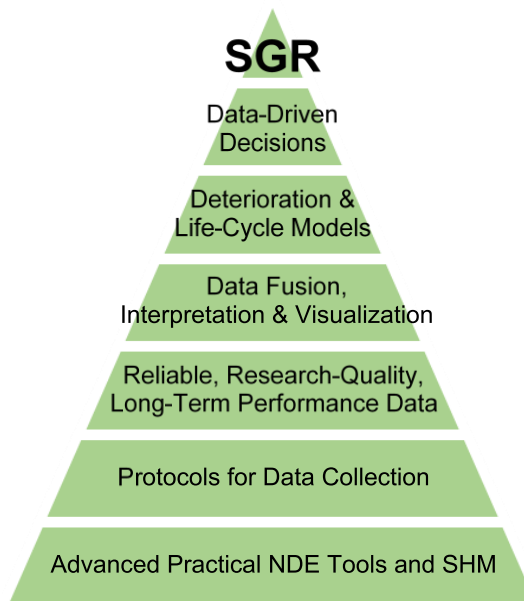 SGR
Data-Driven
Decisions
Deterioration &
Life-Cycle Models
Data Fusion,
Interpretation & Visualization
Reliable, Research-Quality,
Long-Term Performance Data
Protocols for Data Collection
Advanced Practical NDE Tools and SHM